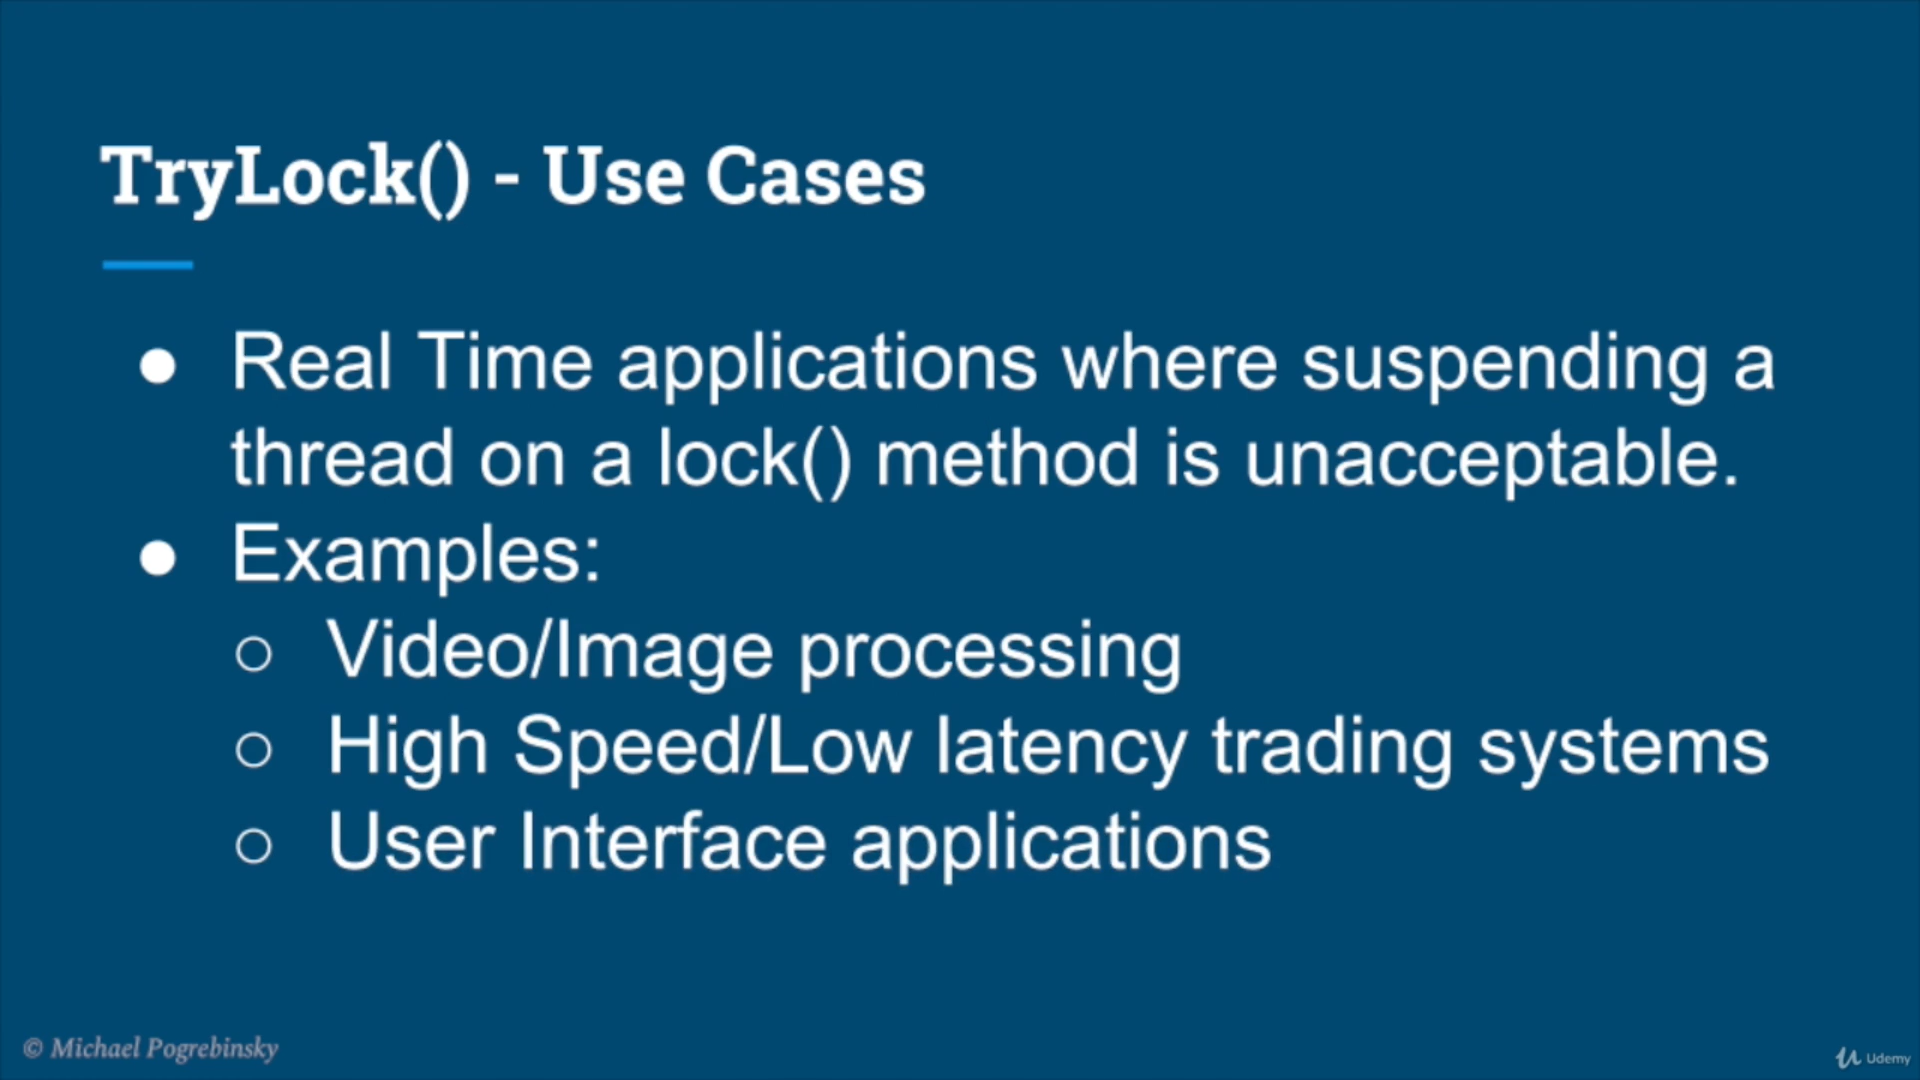 TryLock() - Use Cases
● Real Time applications where suspending a
thread on a lock() method is unacceptable.
● Examples:
○ Video/Image processing
○ High Speed/Low latency trading systems
○ User Interface applications
© Michael Pogrebinsky
Udemy